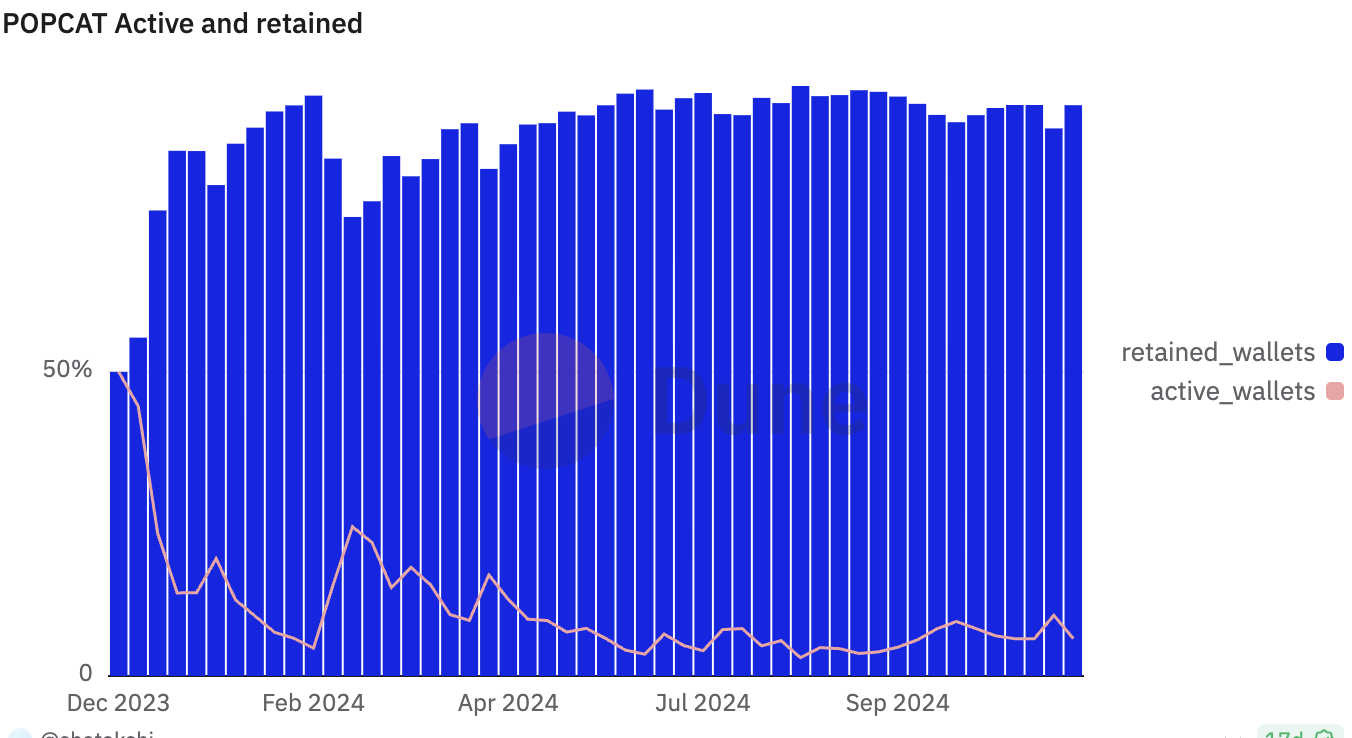 POPCAT Active and retained
50%
0
Dec 2023 Feb 2024 Apr 2024 Jul 2024 Sep 2024
retained_wallets
active_wallets
Dune
17d